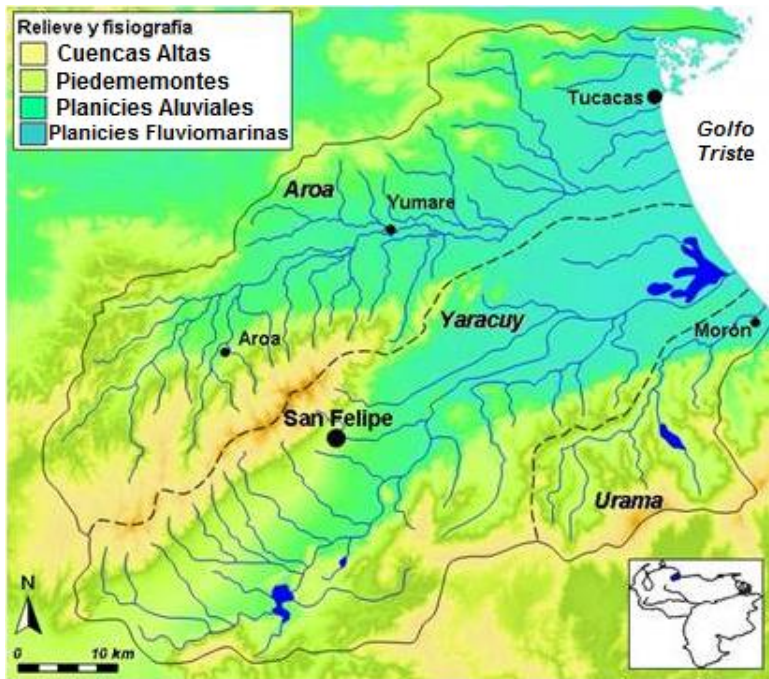 Relieve y fisiografía
Cuencas Altas
Piedememontes
Planicies Aluviales
Planicies Fluviomarinas
Tucacas
Golfo
Triste
Aroa
Yumare
Yaracuy
Morón
Aroa
San Felipe
Urama
N
0 10 km